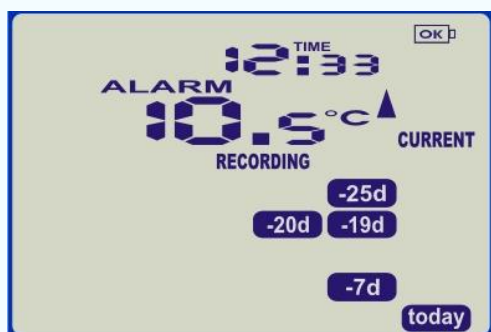 OK
TIME
12:33
ALARM
10.5°C
CURRENT
RECORDING
-25d
-20d -19d
-7d
today